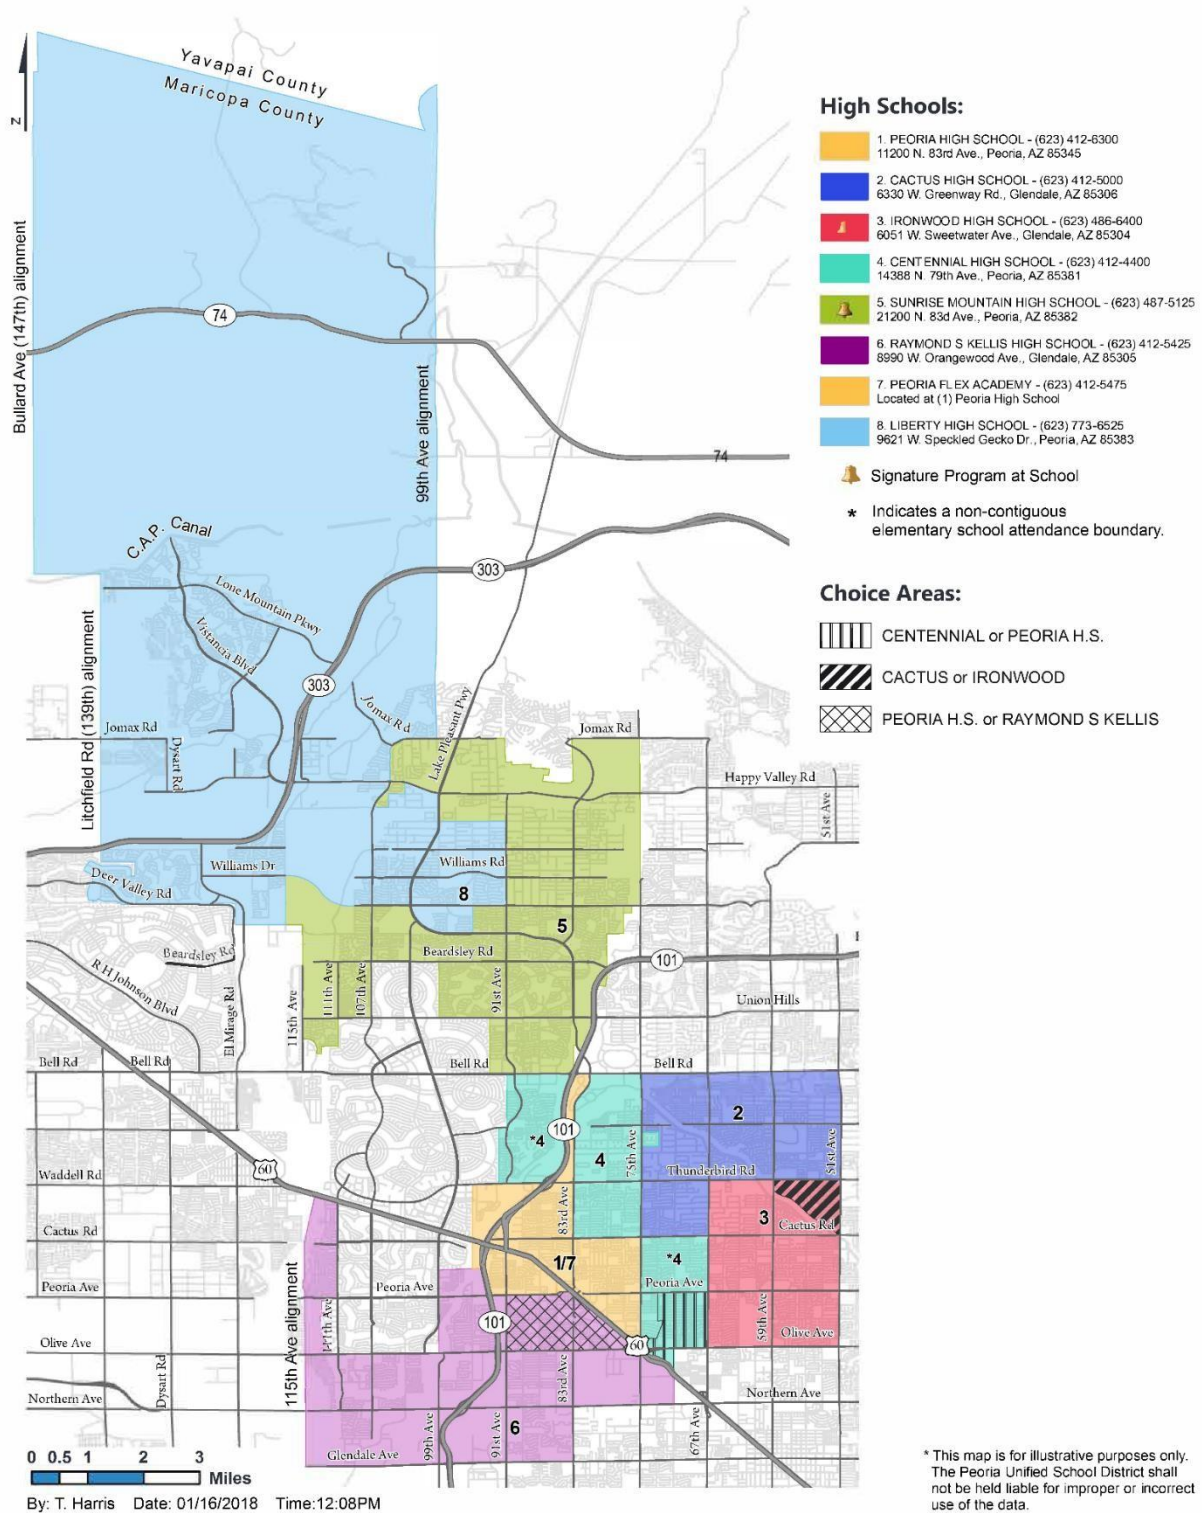 Yavapai County
Maricopa County
N
High Schools:
1. PEORIA HIGH SCHOOL - (623) 412-6300
11200 N. 83rd Ave., Peoria, AZ 85345
2. CACTUS HIGH SCHOOL - (623) 412-5000
6330 W. Greenway Rd., Glendale, AZ 85306
3. IRONWOOD HIGH SCHOOL - (623) 486-6400
6051 W. Sweetwater Ave., Glendale, AZ 85304
4. CENTENNIAL HIGH SCHOOL - (623) 412-4400
14388 N. 79th Ave., Peoria, AZ 85381
5. SUNRISE MOUNTAIN HIGH SCHOOL - (623) 487-5125
21200 N. 83d Ave., Peoria, AZ 85382
6. RAYMOND S KELLIS HIGH SCHOOL - (623) 412-5425
8990 W. Orangewood Ave., Glendale, AZ 85305
7. PEORIA FLEX ACADEMY - (623) 412-5475
Located at (1) Peoria High School
8. LIBERTY HIGH SCHOOL - (623) 773-6525
9621 W. Speckled Gecko Dr., Peoria, AZ 85383
Signature Program at School
* Indicates a non-contiguous
elementary school attendance boundary.
Choice Areas:
CENTENNIAL or PEORIA H.S.
CACTUS or IRONWOOD
PEORIA H.S. or RAYMOND S KELLIS
Bullard Ave (147th) alignment
74
99th Ave alignment
74
C.A.P. Canal
303
Lone Mountain Pkwy
Vistancia Blvd
303
Litchfield Rd (139th) alignment
Jomax Rd
Jomax Rd
Lake Pleasant Pwy
Jomax Rd
Dysart Rd
Happy Valley Rd
51st Ave
Williams Dr
Williams Rd
Deer Valley Rd
8
5
Beardsley Rd
Beardsley Rd
101
R H Johnson Blvd
El Mirage Rd
115th Ave
111th Ave
107th Ave
91st Ave
Union Hills
Bell Rd
Bell Rd
Bell Rd
Bell Rd
2
101
*4
4
75th Ave
51st Ave
60
Waddell Rd
Thunderbird Rd
83rd Ave
3
Cactus Rd
Cactus Rd
1/7
*4
Peoria Ave
Peoria Ave
Peoria Ave
115th Ave alignment
111th Ave
101
59th Ave
Olive Ave
60
Olive Ave
Dysart Rd
83rd Ave
Northern Ave
Northern Ave
99th Ave
91st Ave
6
67th Ave
Glendale Ave
0 0.5 1 2 3
Miles
By: T. Harris Date: 01/16/2018 Time:12:08PM
* This map is for illustrative purposes only.
The Peoria Unified School District shall
not be held liable for improper or incorrect
use of the data.